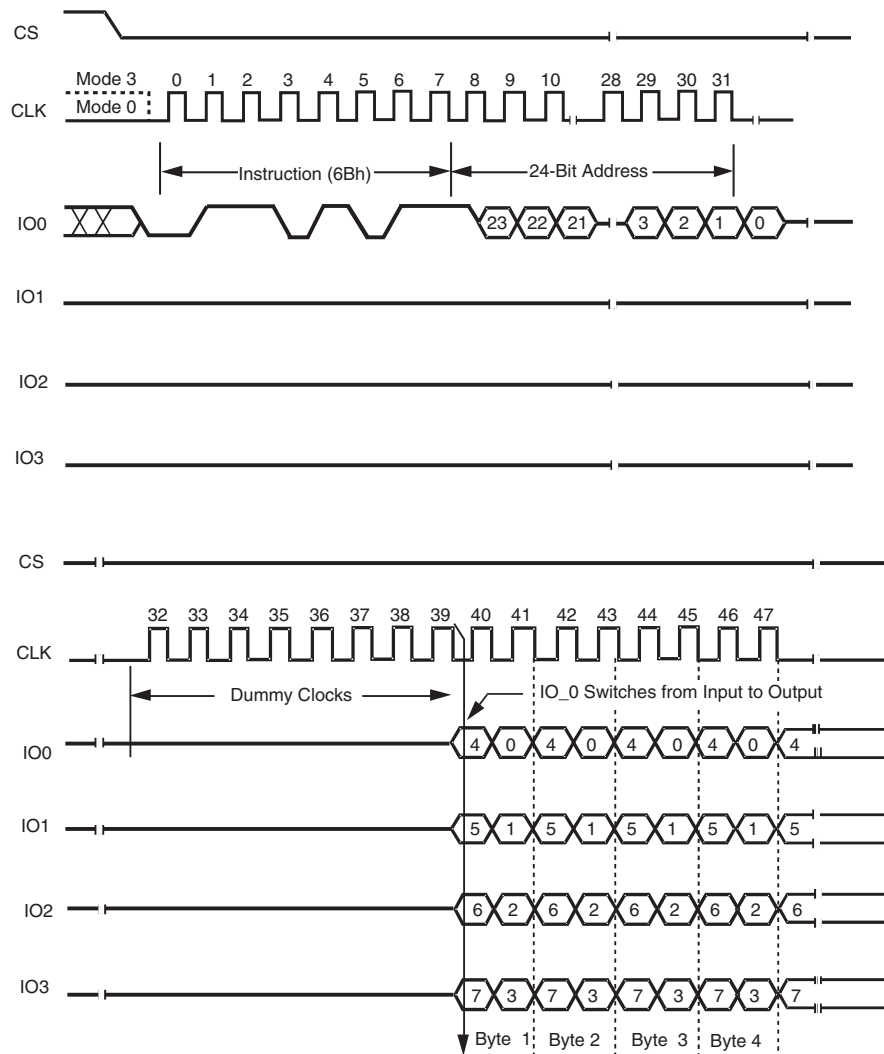 CS
Mode 3 0 1 2 3 4 5 6 7 8 9 10 28 29 30 31
Mode 0
CLK
Instruction (6Bh) 24-Bit Address
IO0 23 22 21 3 2 1 0
IO1
IO2
IO3
CS
32 33 34 35 36 37 38 39 40 41 42 43 44 45 46 47
CLK
Dummy Clocks IO_0 Switches from Input to Output
IO0 4 0 4 0 4 0 4 0 4
IO1 5 1 5 1 5 1 5 1 5
IO2 6 2 6 2 6 2 6 2 6
IO3 7 3 7 3 7 3 7 3 7
Byte 1 Byte 2 Byte 3 Byte 4